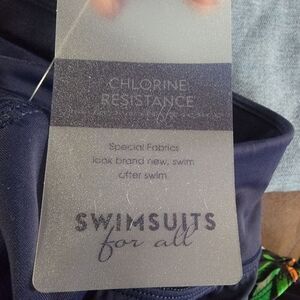 CHLORINE
RESISTANCE
Special Fabrics
look brand new, swim
after swim.
SWIMSUITS
for all